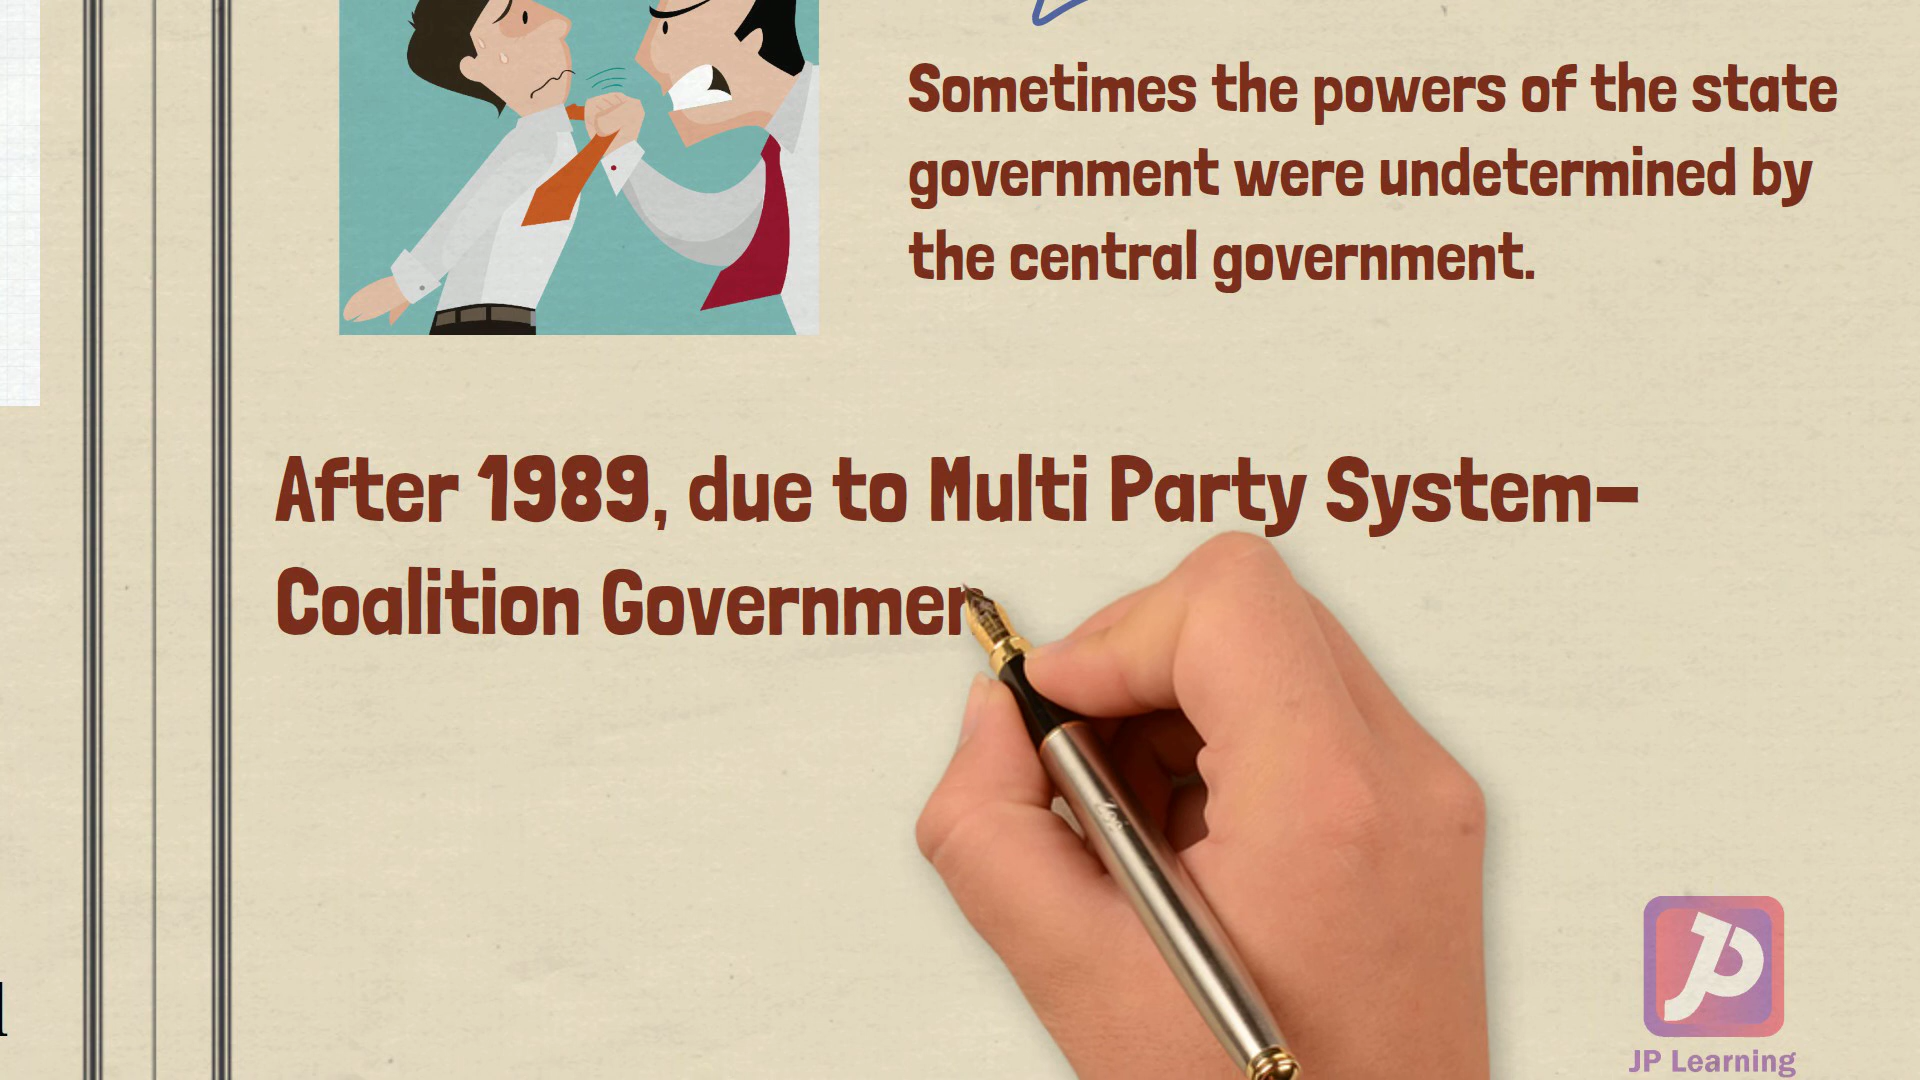 Sometimes the powers of the state
government were undetermined by
the central government.
After 1989, due to Multi Party System-
Coalition
JP Learning